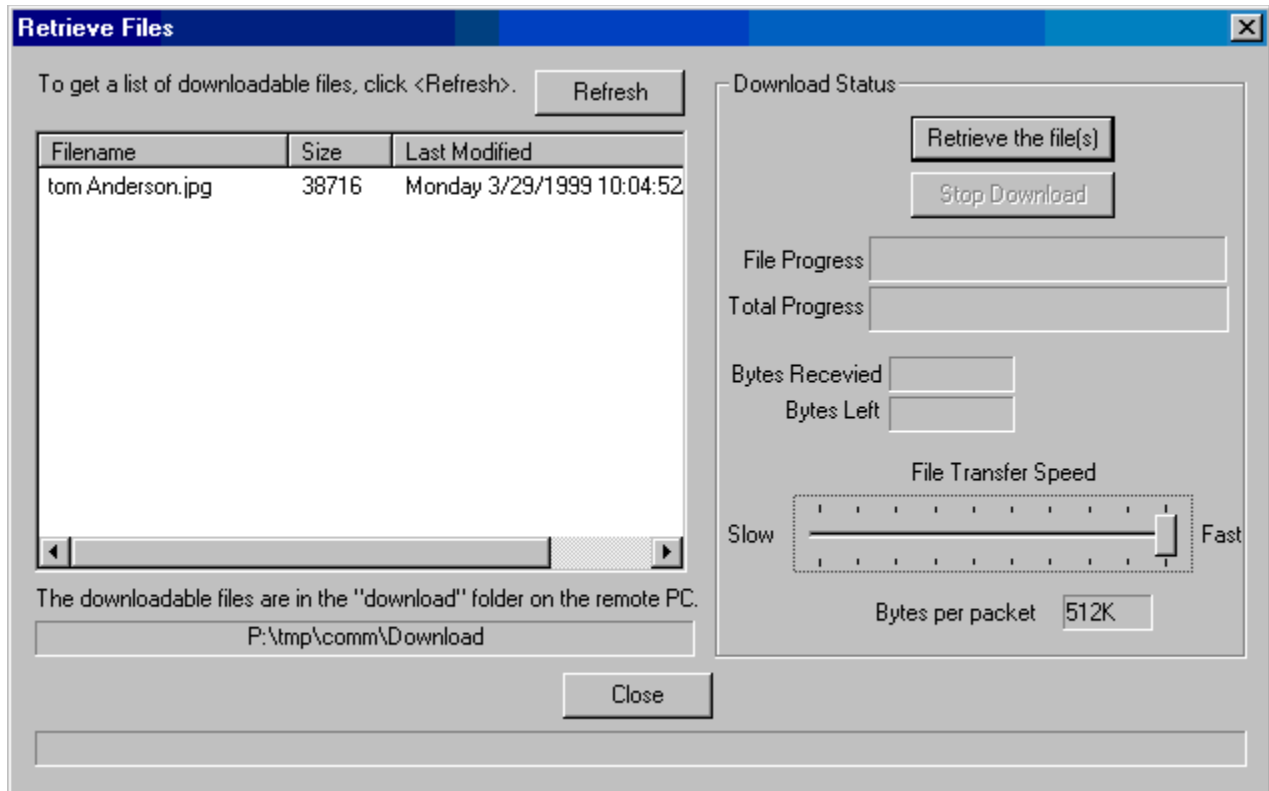 Retrieve Files
To get a list of downloadable files, click <Refresh>.
Refresh
Filename Size Last Modified
tom Anderson.jpg 38716 Monday 3/29/1999 10:04:52
The downloadable files are in the "download" folder on the remote PC.
P:\tmp\comm\Download
Download Status
Retrieve the file(s)
Stop Download
File Progress
Total Progress
Bytes Recevied
Bytes Left
File Transfer Speed
Slow Fast
Bytes per packet 512K
Close